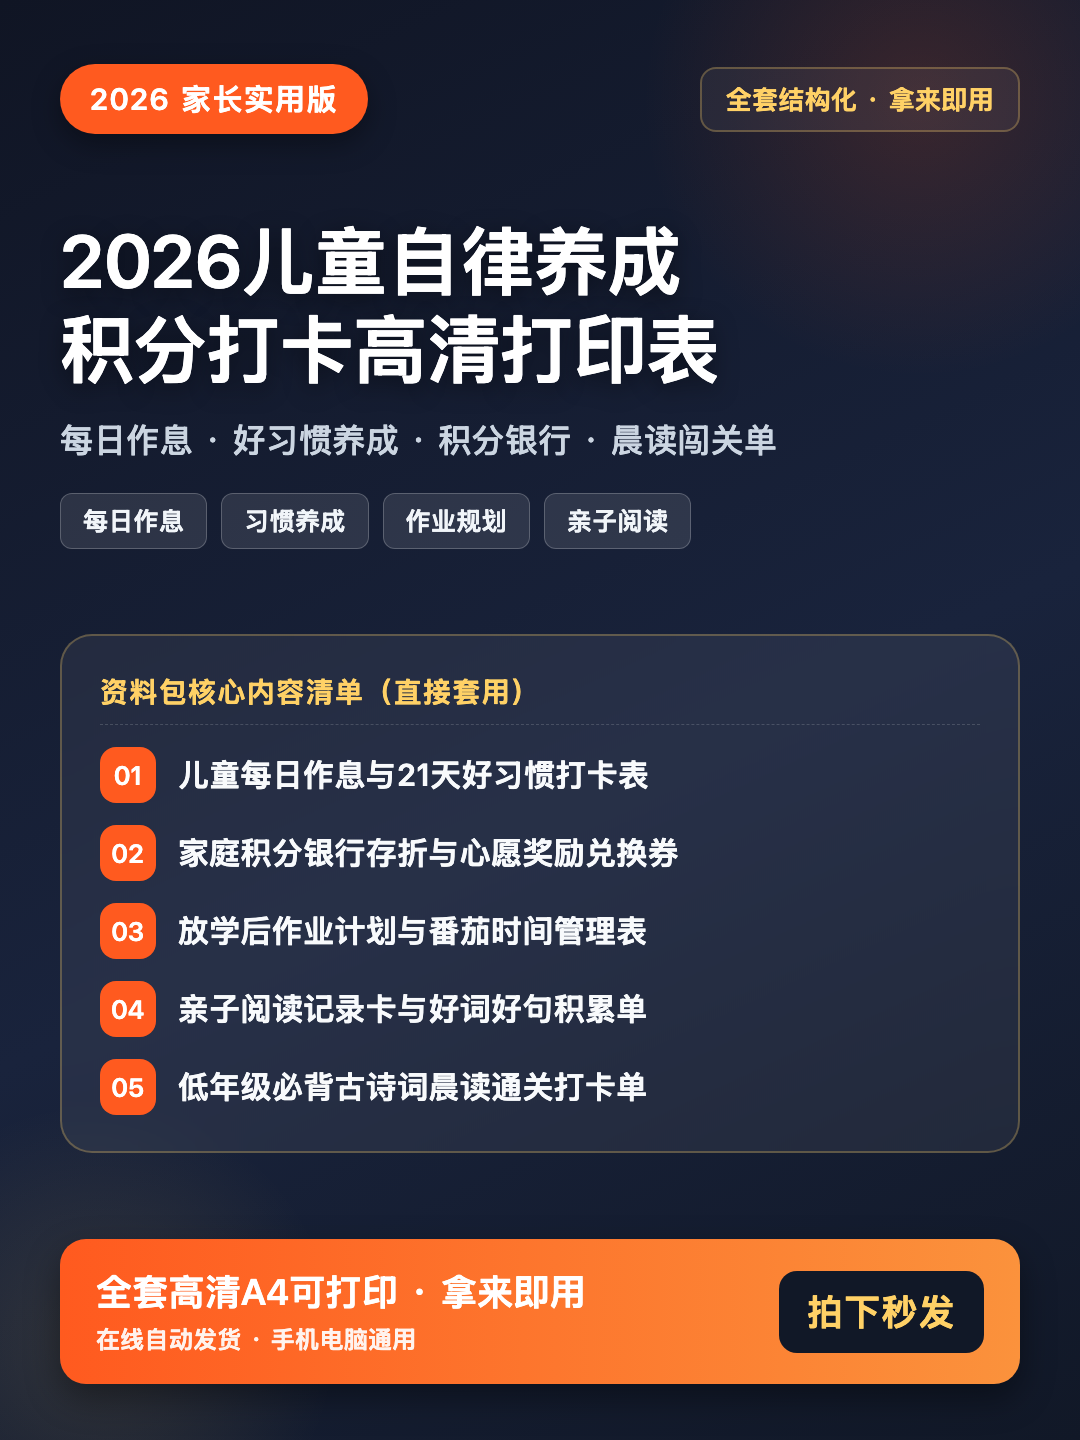 2026 家长实用版
全套结构化 · 拿来即用
2026儿童自律养成
积分打卡高清打印表
每日作息 · 好习惯养成 · 积分银行 · 晨读闯关单
每日作息
习惯养成
作业规划
亲子阅读
资料包核心内容清单（直接套用）
01 儿童每日作息与21天好习惯打卡表
02 家庭积分银行存折与心愿奖励兑换券
03 放学后作业计划与番茄时间管理表
04 亲子阅读记录卡与好词好句积累单
05 低年级必背古诗词晨读通关打卡单
全套高清A4可打印 · 拿来即用
在线自动发货 · 手机电脑通用
拍下秒发